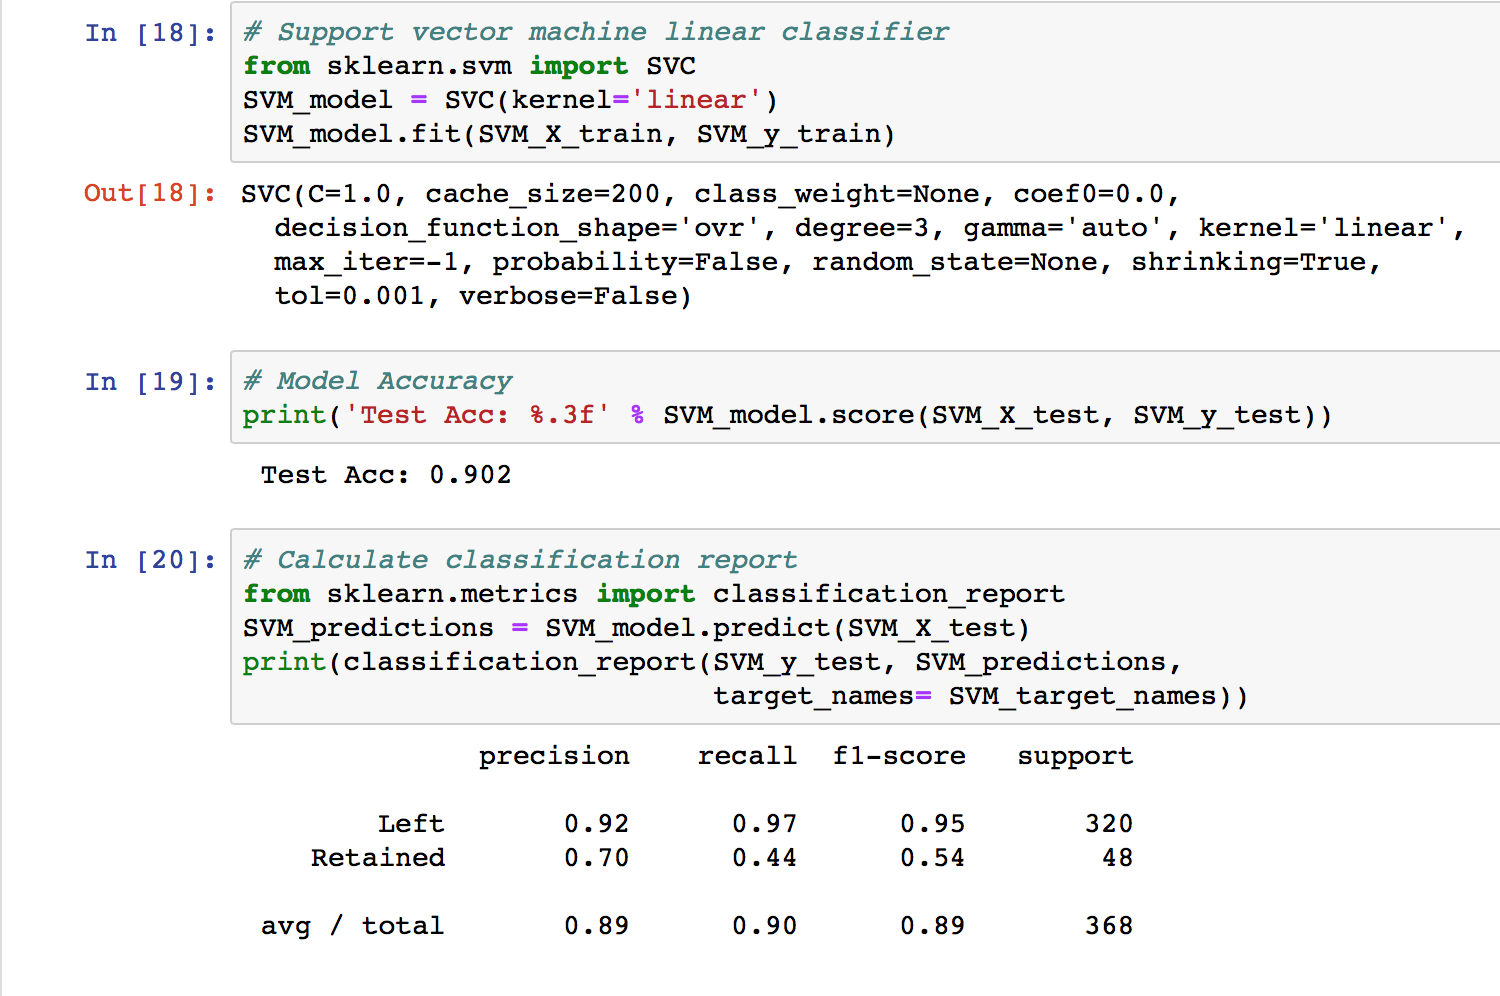 In [18]: # Support vector machine linear classifier
from sklearn.svm import SVC
SVM_model = SVC(kernel='linear')
SVM_model.fit(SVM_X_train, SVM_y_train)
Out[18]: SVC(C=1.0, cache_size=200, class_weight=None, coef0=0.0,
decision_function_shape='ovr', degree=3, gamma='auto', kernel='linear',
max_iter=-1, probability=False, random_state=None, shrinking=True,
tol=0.001, verbose=False)
In [19]: # Model Accuracy
print('Test Acc: %.3f' % SVM_model.score(SVM_X_test, SVM_y_test))
Test Acc: 0.902
In [20]: # Calculate classification report
from sklearn.metrics import classification_report
SVM_predictions = SVM_model.predict(SVM_X_test)
print(classification_report(SVM_y_test, SVM_predictions,
target_names= SVM_target_names))
precision recall f1-score support
Left 0.92 0.97 0.95 320
Retained 0.70 0.44 0.54 48
avg / total 0.89 0.90 0.89 368